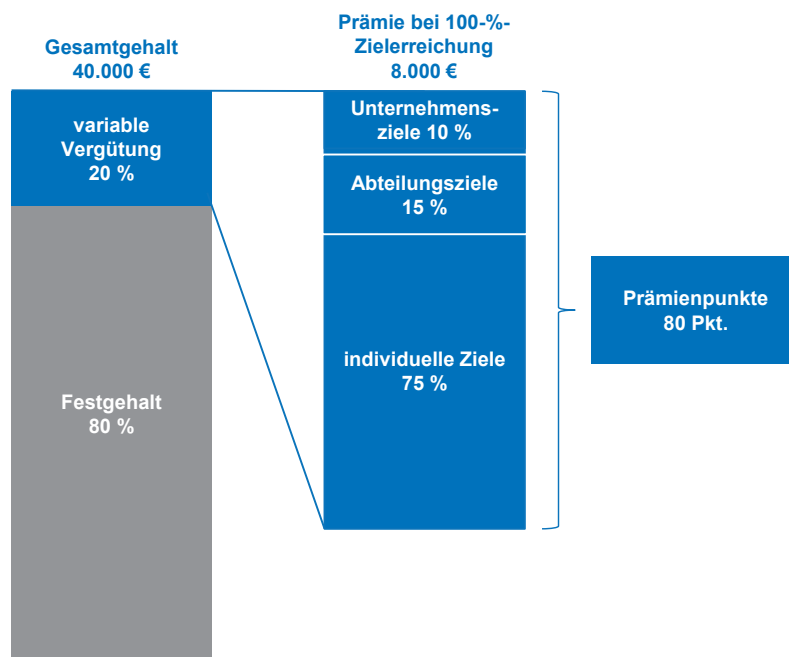 Gesamtgehalt
40.000 €
variable
Vergütung
20 %
Festgehalt
80 %
Prämie bei 100-%-
Zielerreichung
8.000 €
Unternehmens-
ziele 10 %
Abteilungsziele
15 %
individuelle Ziele
75 %
Prämienpunkte
80 Pkt.